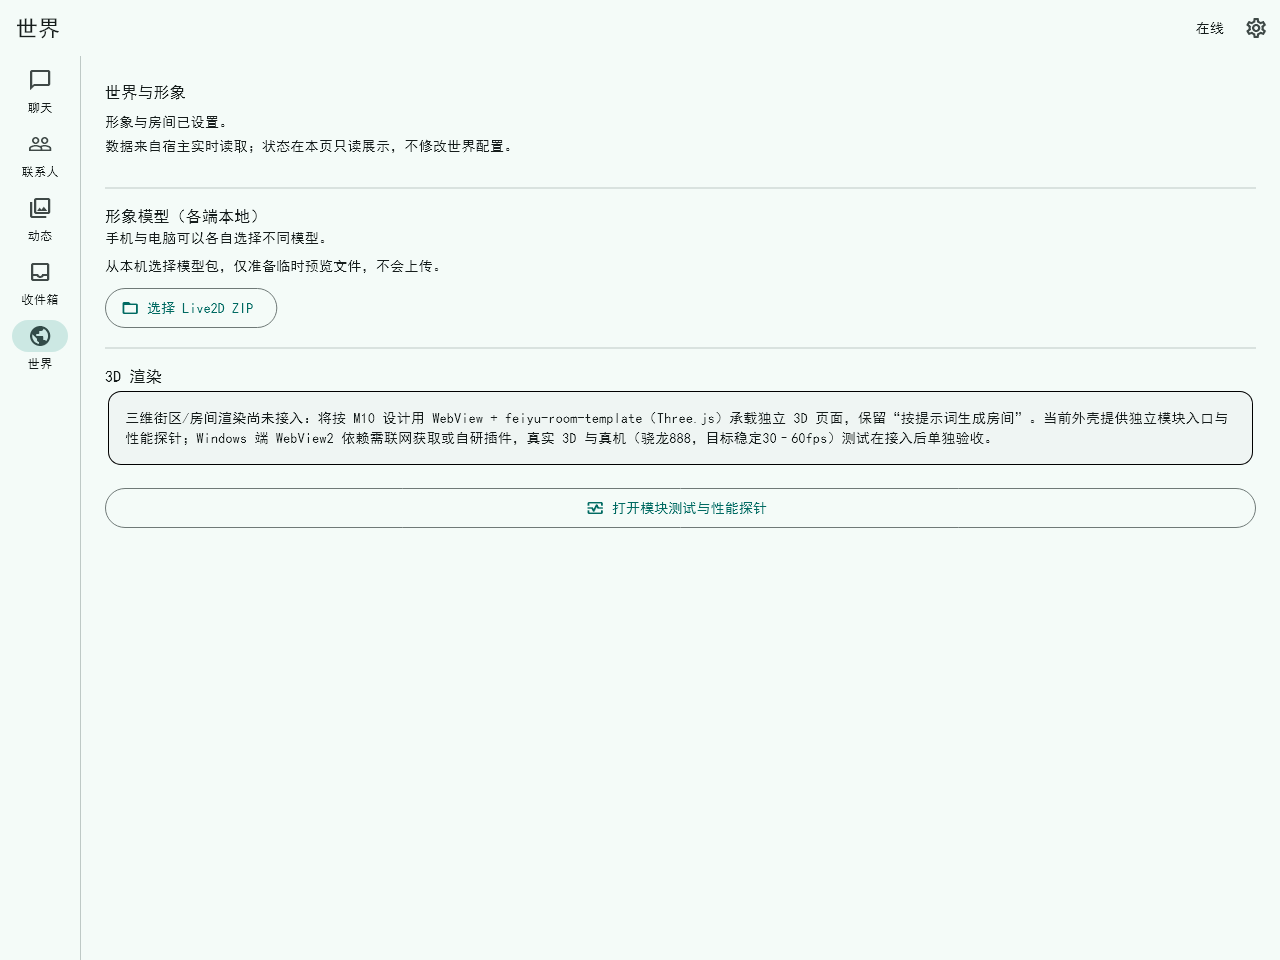 世界
在线
聊天
联系人
动态
收件箱
世界
世界与形象
形象与房间已设置。
数据来自宿主实时读取；状态在本页只读展示，不修改世界配置。
形象模型（各端本地）
手机与电脑可以各自选择不同模型。
从本机选择模型包，仅准备临时预览文件，不会上传。
选择 Live2D ZIP
3D 渲染
三维街区/房间渲染尚未接入：将按 M10 设计用 WebView + feiyu-room-template（Three.js）承载独立 3D 页面，保留“按提示词生成房间”。当前外壳提供独立模块入口与
性能探针；Windows 端 WebView2 依赖需联网获取或自研插件，真实 3D 与真机（骁龙888，目标稳定30–60fps）测试在接入后单独验收。
打开模块测试与性能探针